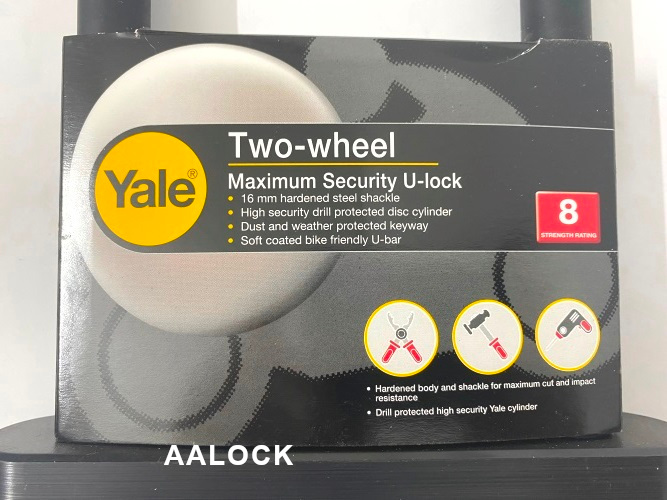 Yale®
Two-wheel
Maximum Security U-lock
• 16 mm hardened steel shackle
• High security drill protected disc cylinder
• Dust and weather protected keyway
• Soft coated bike friendly U-bar
8
STRENGTH RATING
• Hardened body and shackle for maximum cut and impact
resistance
• Drill protected high security Yale cylinder
AALOCK